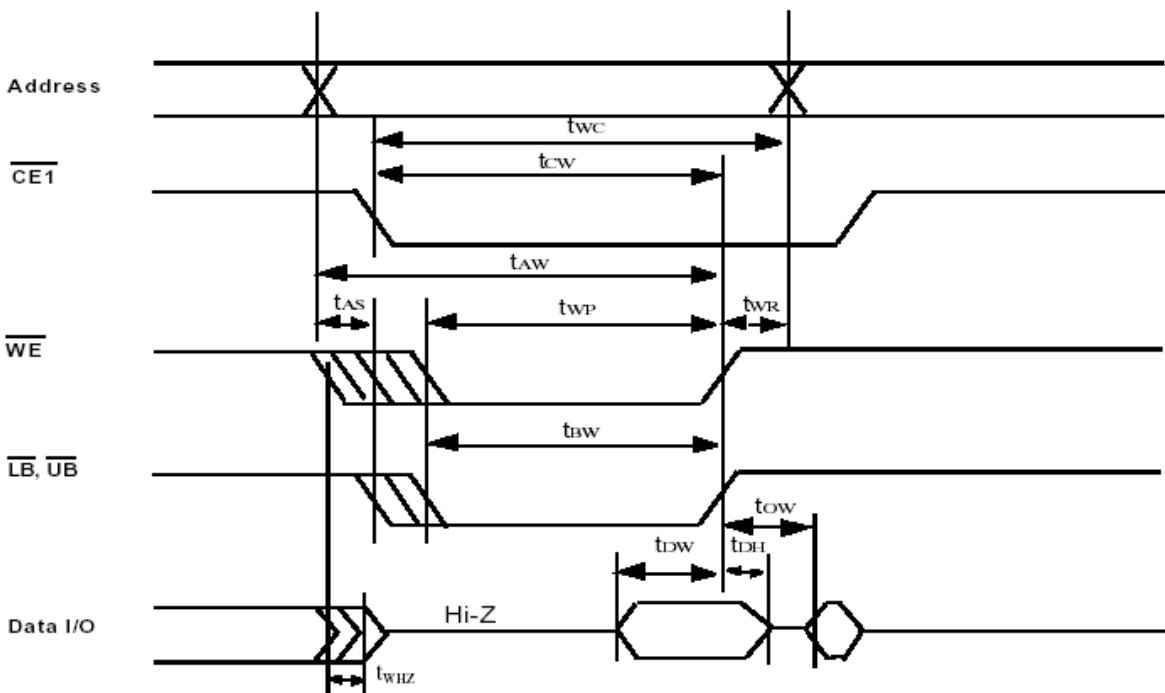 Address
tWC
tCW
CE1
tAW
tAS
tWP
tWR
WE
tBW
LB, UB
tOW
tDW
tDH
Hi-Z
Data I/O
tWHZ